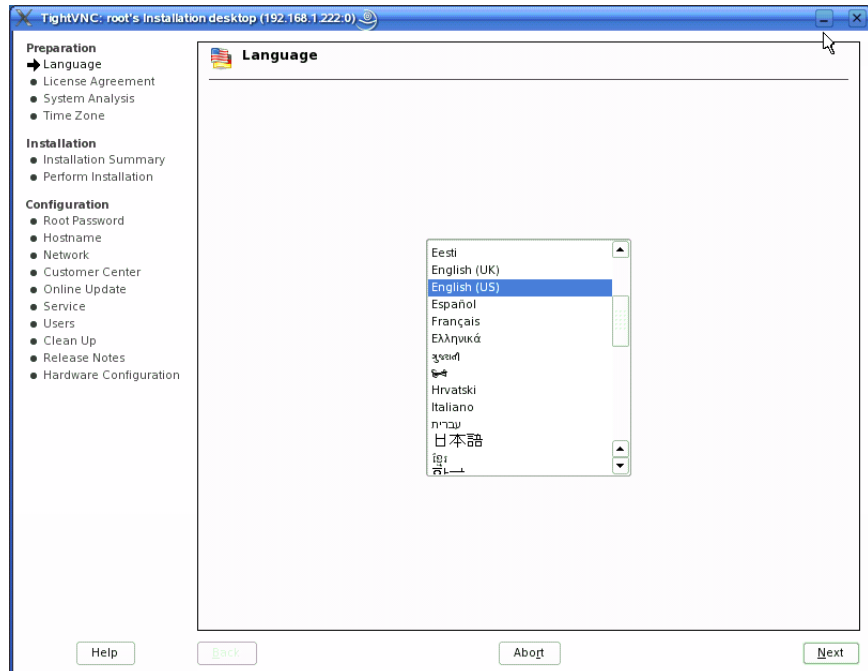 TightVNC: root's Installation desktop (192.168.1.222:0)
Preparation
Language
License Agreement
System Analysis
Time Zone
Installation
Installation Summary
Perform Installation
Configuration
Root Password
Hostname
Network
Customer Center
Online Update
Service
Users
Clean Up
Release Notes
Hardware Configuration
Language
Eesti
English (UK)
English (US)
Español
Français
Ελληνικά
ગુજરાતી
Hrvatski
Italiano
עברית
日本語
ខ្មែរ
Help
Back
Abort
Next